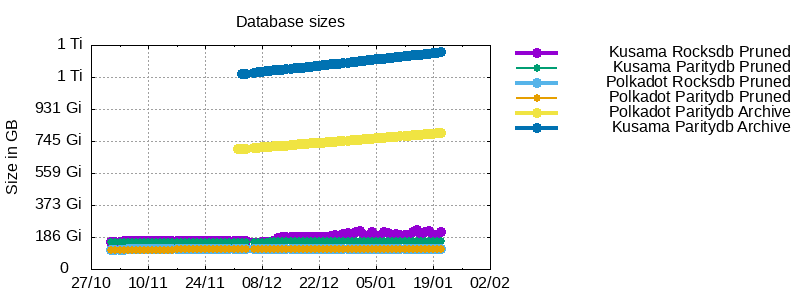 Database sizes
1 Ti
1 Ti
931 Gi
745 Gi
559 Gi
373 Gi
186 Gi
0
Size in GB
27/10 10/11 24/11 08/12 22/12 05/01 19/01 02/02
Kusama Rocksdb Pruned
Kusama Paritydb Pruned
Polkadot Rocksdb Pruned
Polkadot Paritydb Pruned
Polkadot Paritydb Archive
Kusama Paritydb Archive